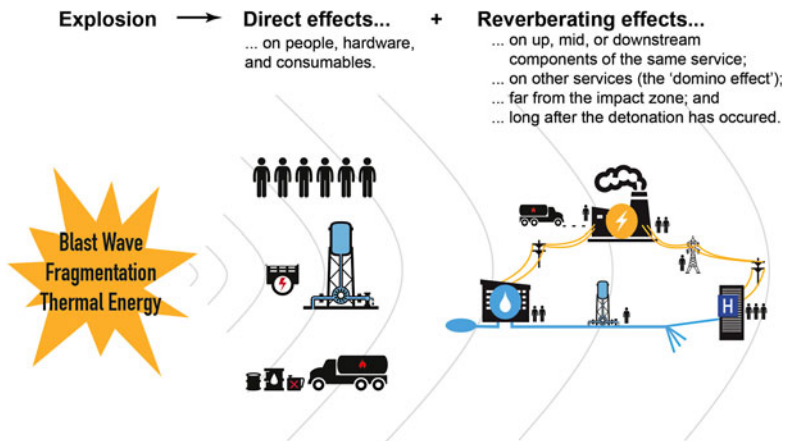 Explosion → Direct effects... + Reverberating effects...
... on people, hardware,
and consumables.
... on up, mid, or downstream
components of the same service;
... on other services (the ‘domino effect’);
... far from the impact zone; and
... long after the detonation has occured.
Blast Wave
Fragmentation
Thermal Energy
H